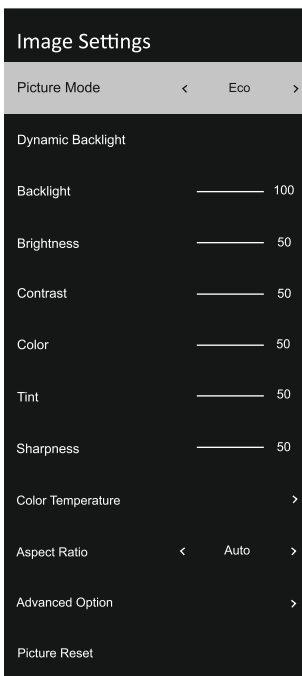 Image Settings
Picture Mode < Eco >
Dynamic Backlight
Backlight 100
Brightness 50
Contrast 50
Color 50
Tint 50
Sharpness 50
Color Temperature >
Aspect Ratio < Auto >
Advanced Option >
Picture Reset